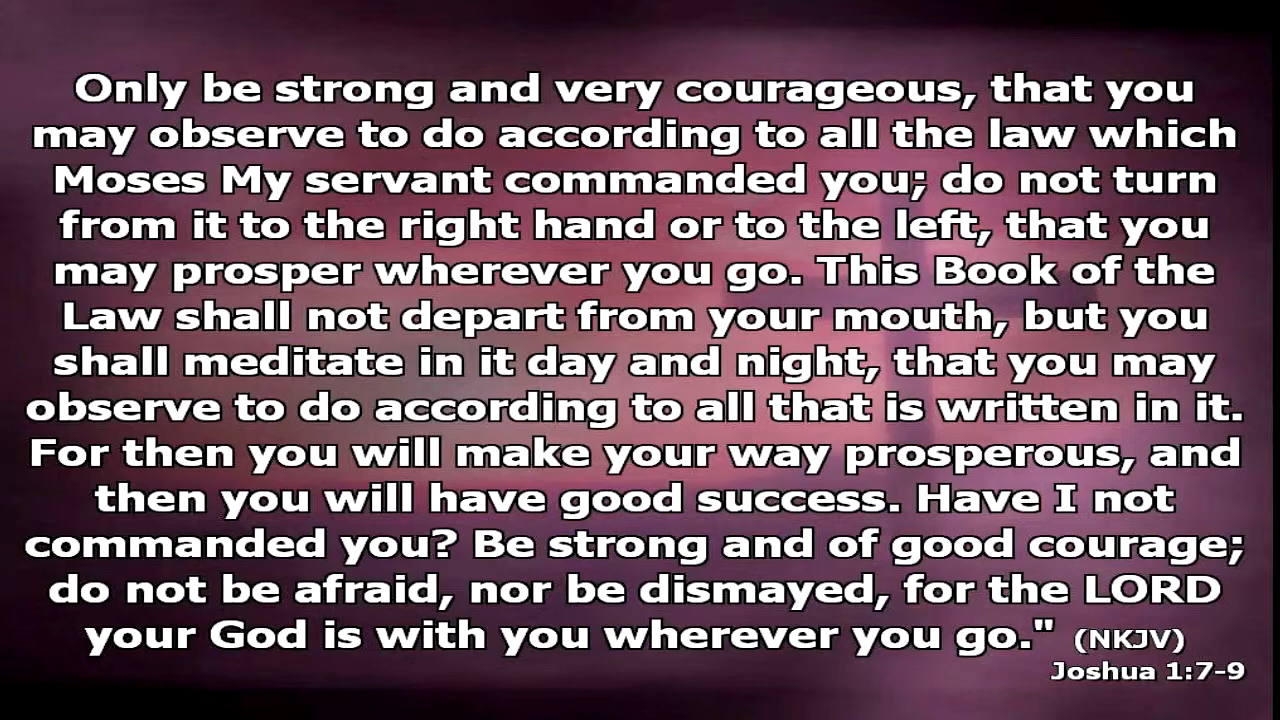 Only be strong and very courageous, that you
may observe to do according to all the law which
Moses My servant commanded you; do not turn
from it to the right hand or to the left, that you
may prosper wherever you go. This Book of the
Law shall not depart from your mouth, but you
shall meditate in it day and night, that you may
observe to do according to all that is written in it.
For then you will make your way prosperous, and
then you will have good success. Have I not
commanded you? Be strong and of good courage;
do not be afraid, nor be dismayed, for the LORD
your God is with you wherever you go." (NKJV)
Joshua 1:7-9